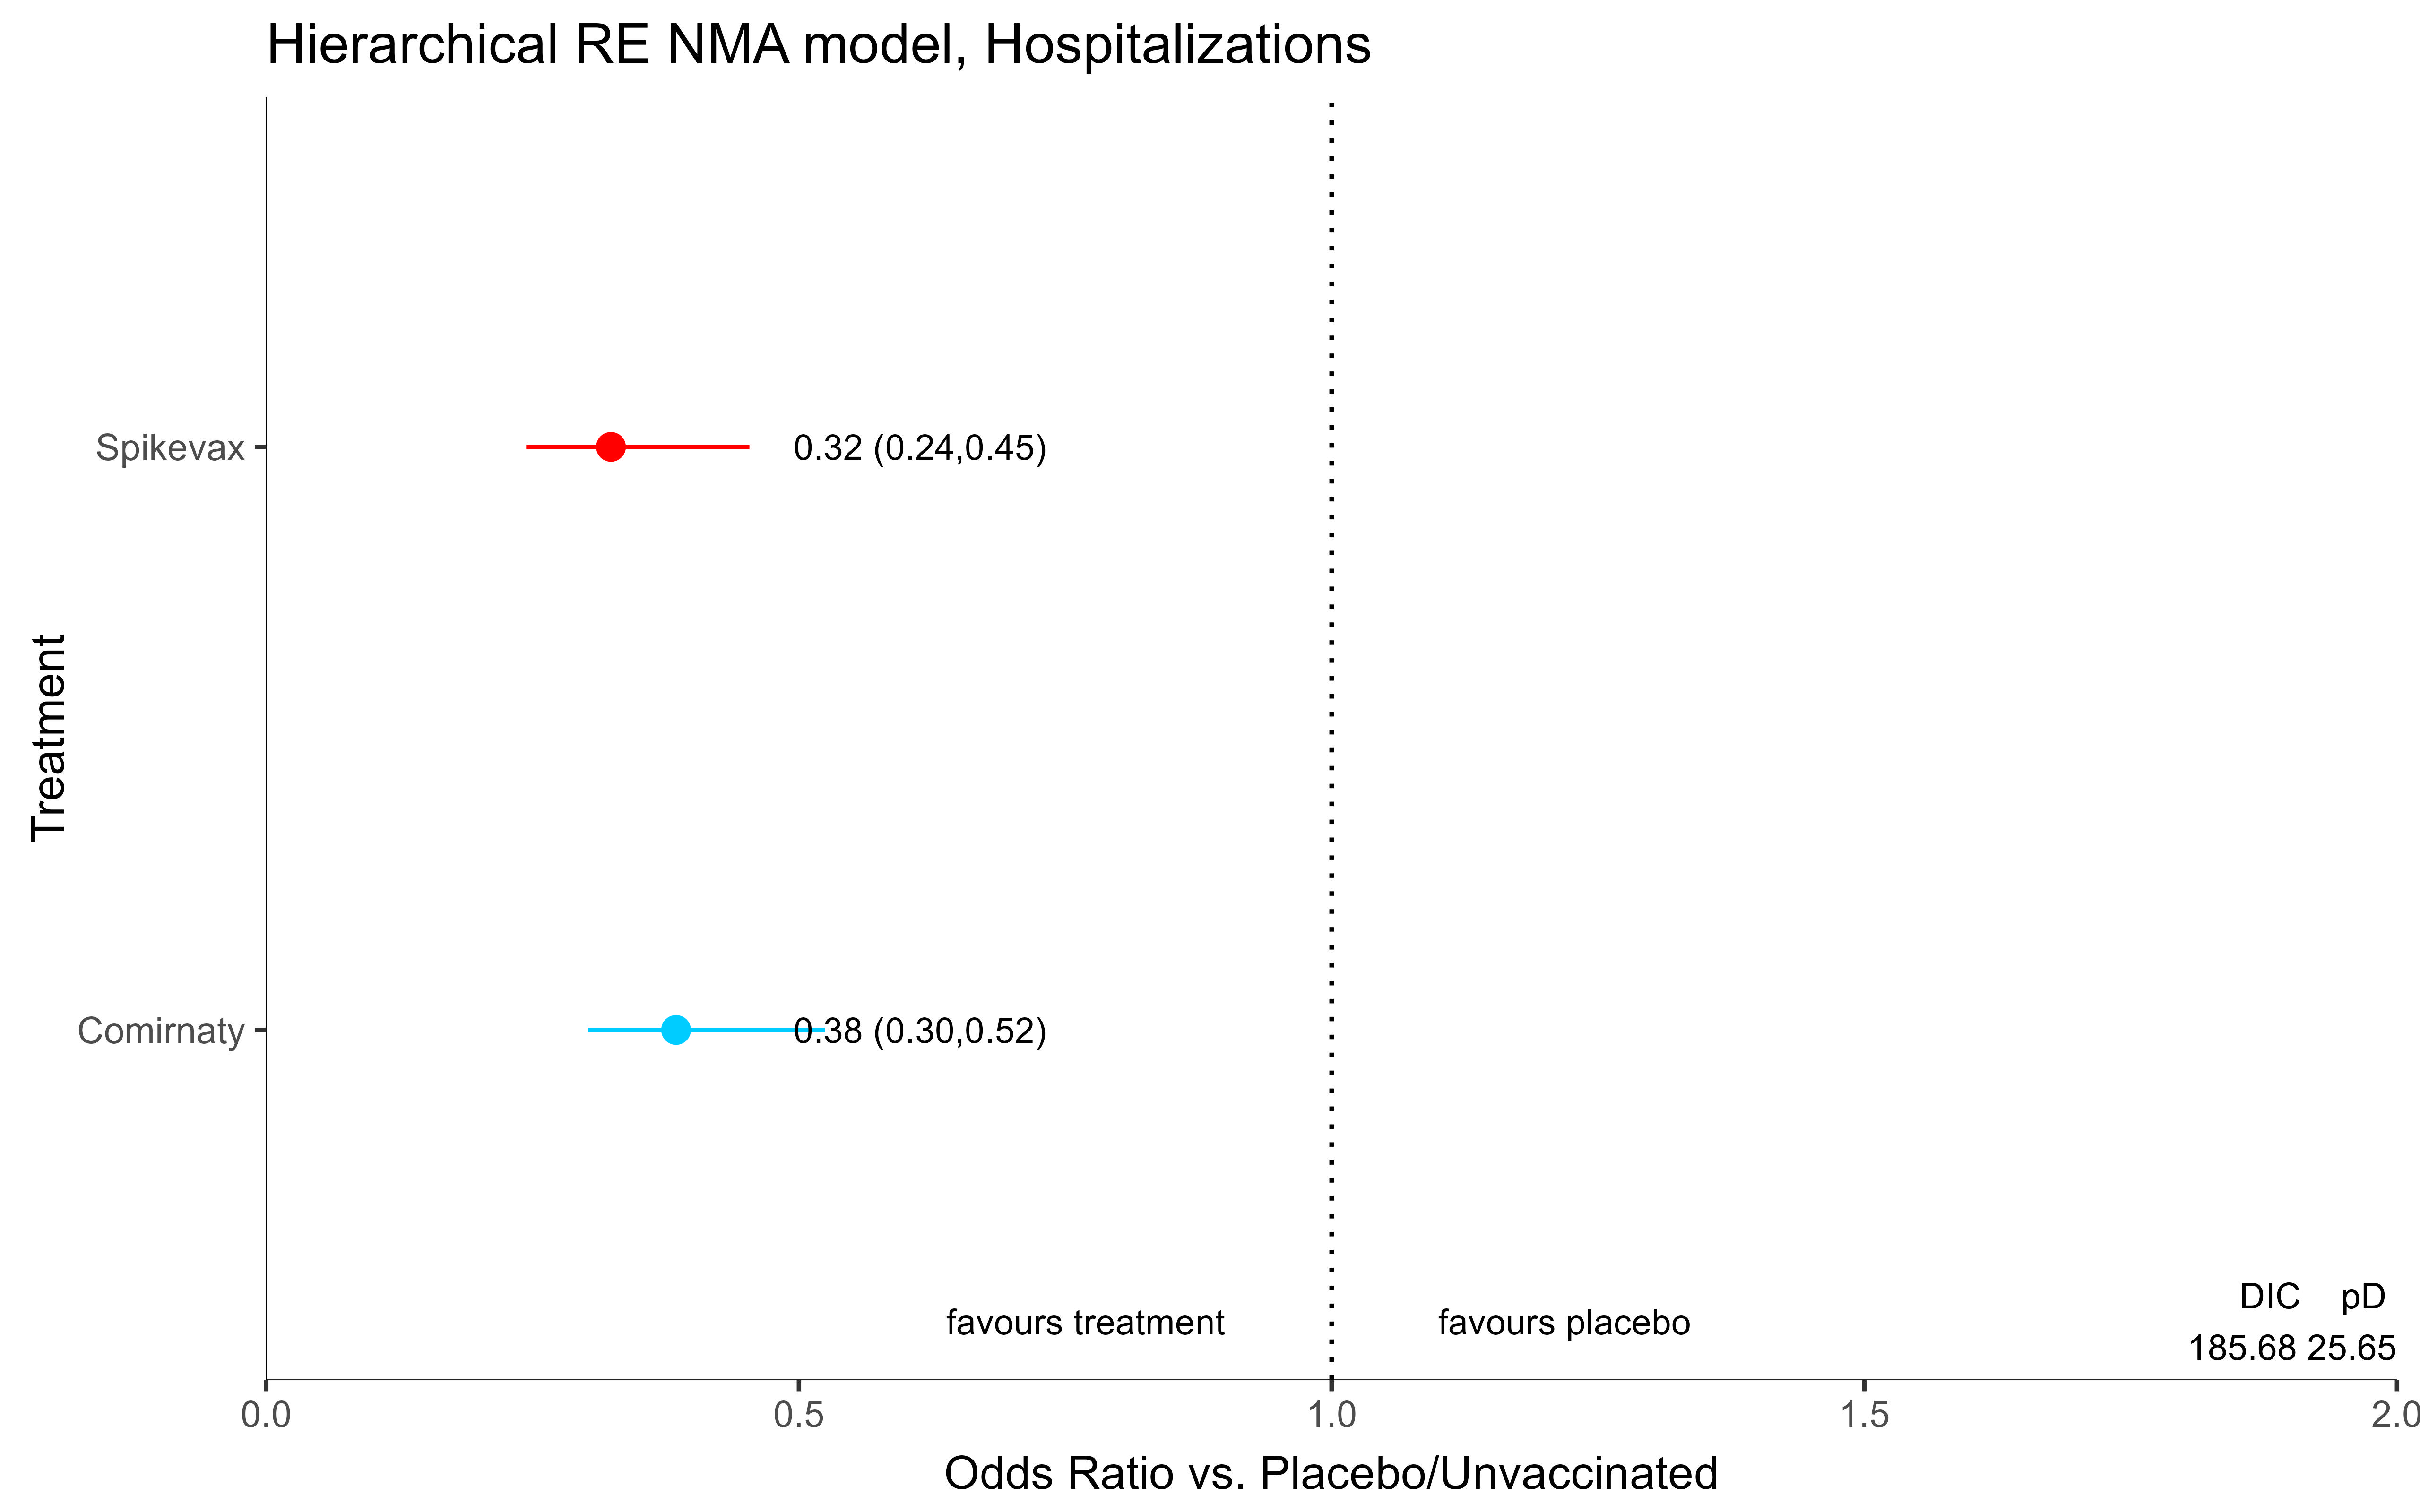 Hierarchical RE NMA model, Hospitalizations
Treatment
Spikevax
0.32 (0.24,0.45)
Comirnaty
0.38 (0.30,0.52)
favours treatment
favours placebo
DIC pD
185.68 25.65
0.0 0.5 1.0 1.5 2.0
Odds Ratio vs. Placebo/Unvaccinated